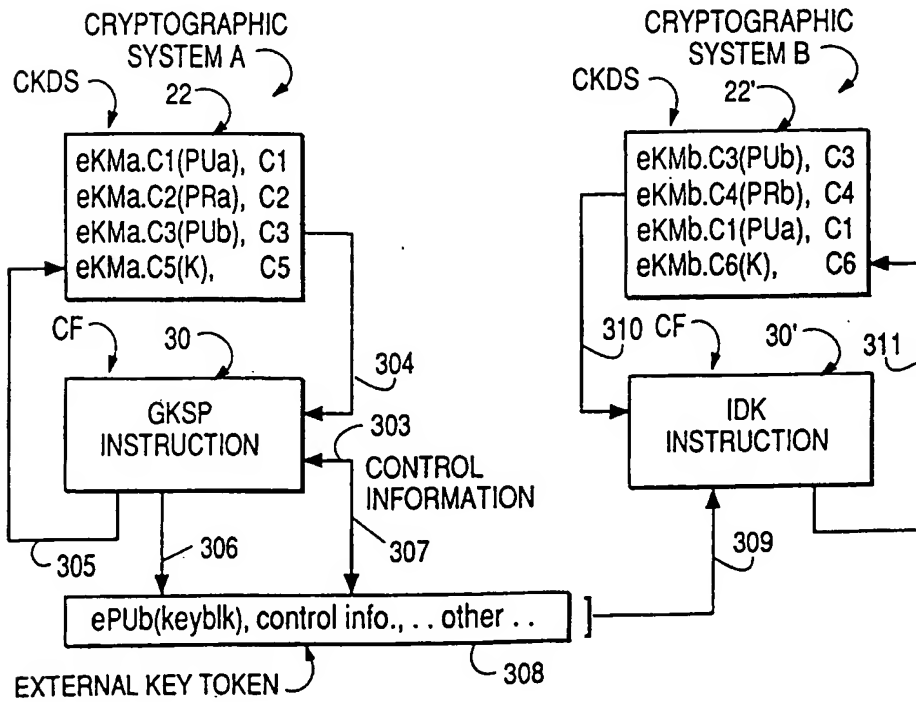 CRYPTOGRAPHIC
SYSTEM A
CKDS
22
eKMa.C1(PUa), C1
eKMa.C2(PRa), C2
eKMa.C3(PUb), C3
eKMa.C5(K), C5
CF
30
304
GKSP
INSTRUCTION
303
CONTROL
INFORMATION
305
306
307
ePUb(keyblk), control info., . . other . .
EXTERNAL KEY TOKEN
308
CRYPTOGRAPHIC
SYSTEM B
CKDS
22'
eKMb.C3(PUb), C3
eKMb.C4(PRb), C4
eKMb.C1(PUa), C1
eKMb.C6(K), C6
310
CF
30'
311
IDK
INSTRUCTION
309